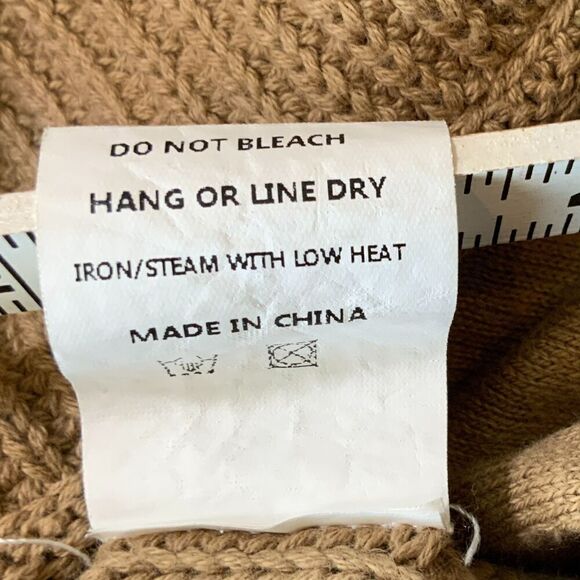 DO NOT BLEACH
HANG OR LINE DRY
IRON/STEAM WITH LOW HEAT
MADE IN CHINA